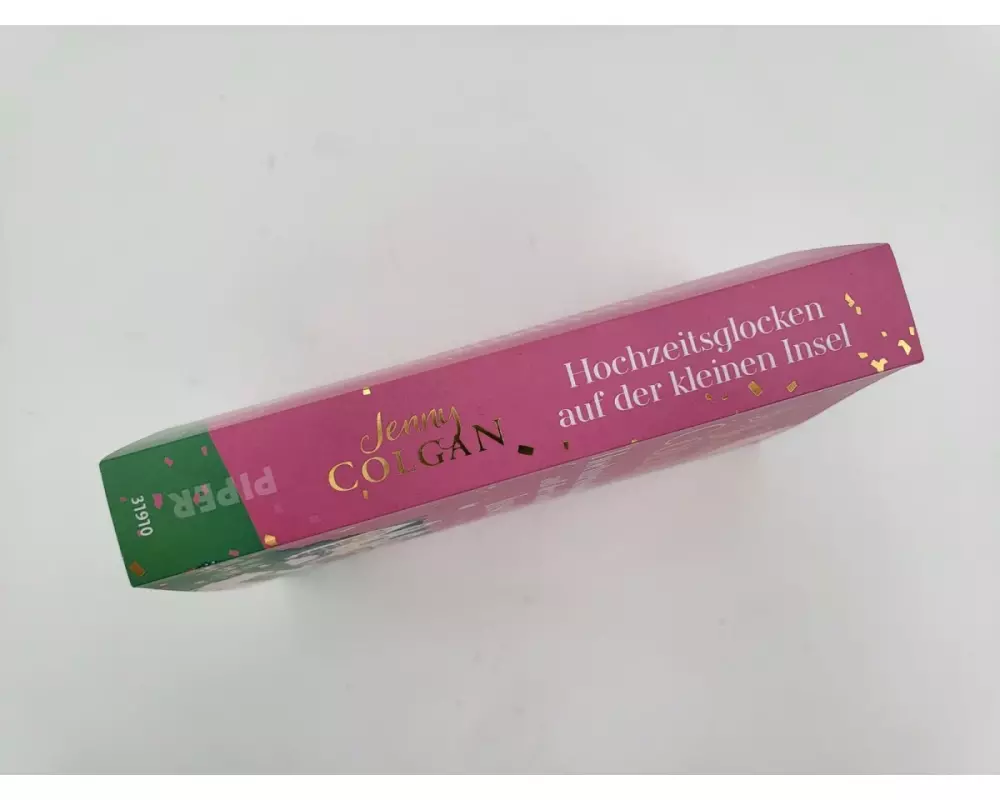 Hochzeitsglocken
auf der kleinen Insel
Jenny
COLGAN
PIPER
31910